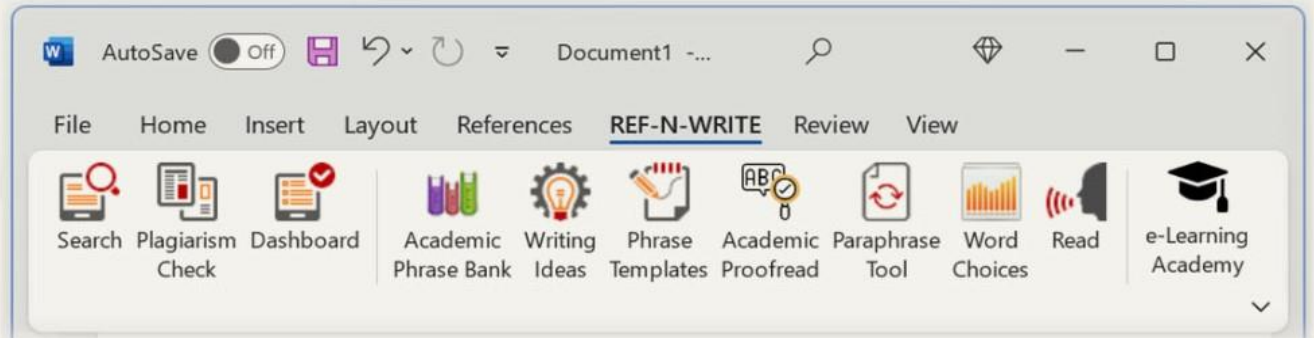 W AutoSave Off Document1 -...
File Home Insert Layout References REF-N-WRITE Review View
ABC
Search Plagiarism Dashboard Academic Writing Phrase Academic Paraphrase Word Read e-Learning
Check Phrase Bank Ideas Templates Proofread Tool Choices Academy